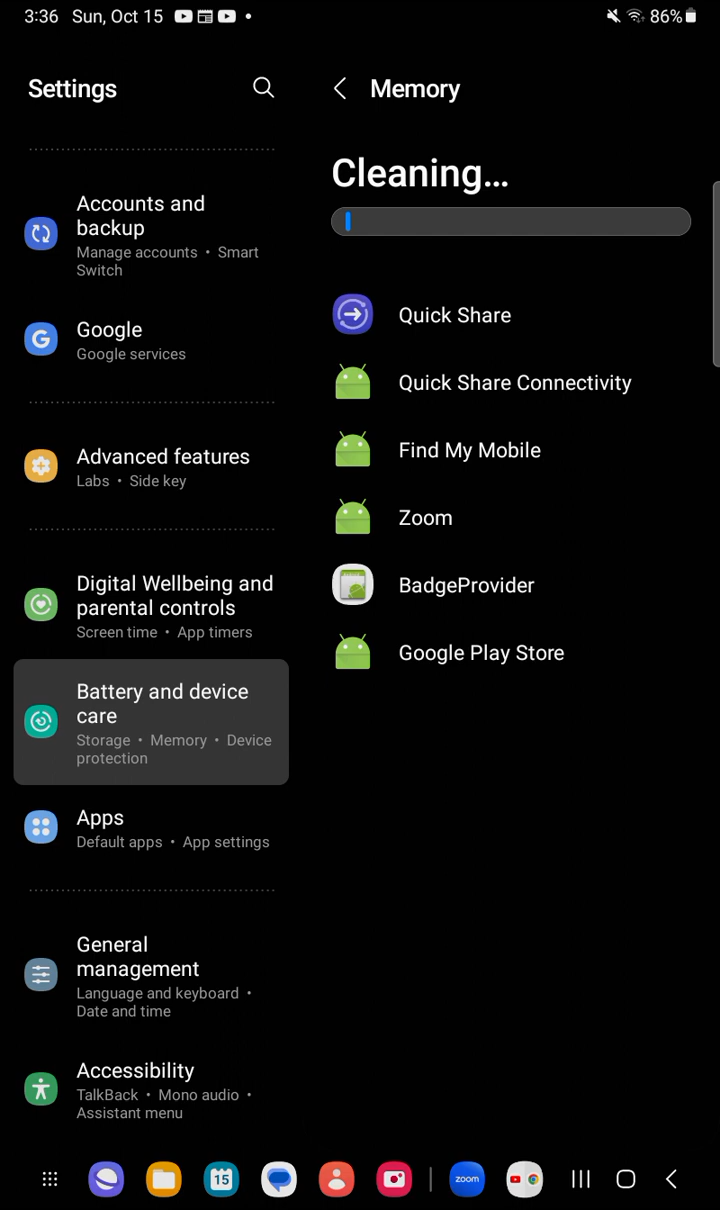 3:36 Sun, Oct 15
86%
Settings
Memory
Cleaning...
Accounts and
backup
Manage accounts • Smart
Switch
Google
Google services
Advanced features
Labs • Side key
Digital Wellbeing and
parental controls
Screen time • App timers
Battery and device
care
Storage • Memory • Device
protection
Apps
Default apps • App settings
General
management
Language and keyboard •
Date and time
Accessibility
TalkBack • Mono audio •
Assistant menu
Quick Share
Quick Share Connectivity
Find My Mobile
Zoom
BadgeProvider
Google Play Store
15
zoom